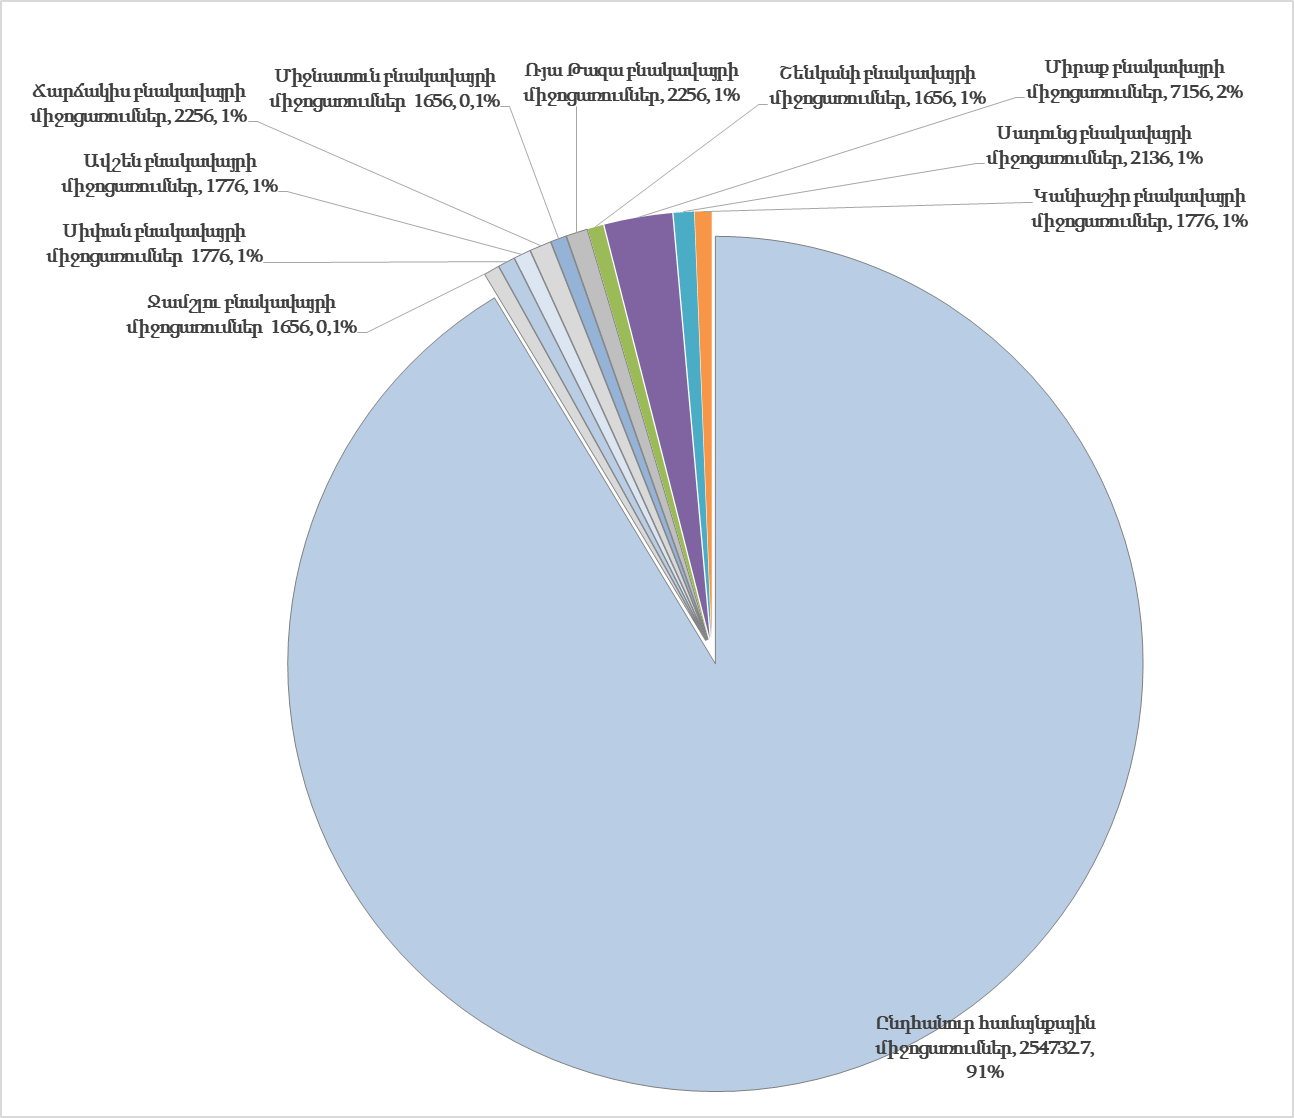 Ճարճակիս բնակավայրի
միջոցառումներ, 2256, 1%
Միջնատուն բնակավայրի
միջոցառումներ 1656, 0,1%
Ռյա Թազա բնակավայրի
միջոցառումներ, 2256, 1%
Շենկանի բնակավայրի
միջոցառումներ, 1656, 1%
Միրաք բնակավայրի
միջոցառումներ, 7156, 2%
Սադունց բնակավայրի
միջոցառումներ, 2136, 1%
Կանիաշիր բնակավայրի
միջոցառումներ, 1776, 1%
Ավշեն բնակավայրի
միջոցառումներ, 1776, 1%
Սիփան բնակավայրի
միջոցառումներ 1776, 1%
Ջամշլու բնակավայրի
միջոցառումներ 1656, 0,1%
Ընդհանուր համայնքային
միջոցառումներ, 254732.7,
91%